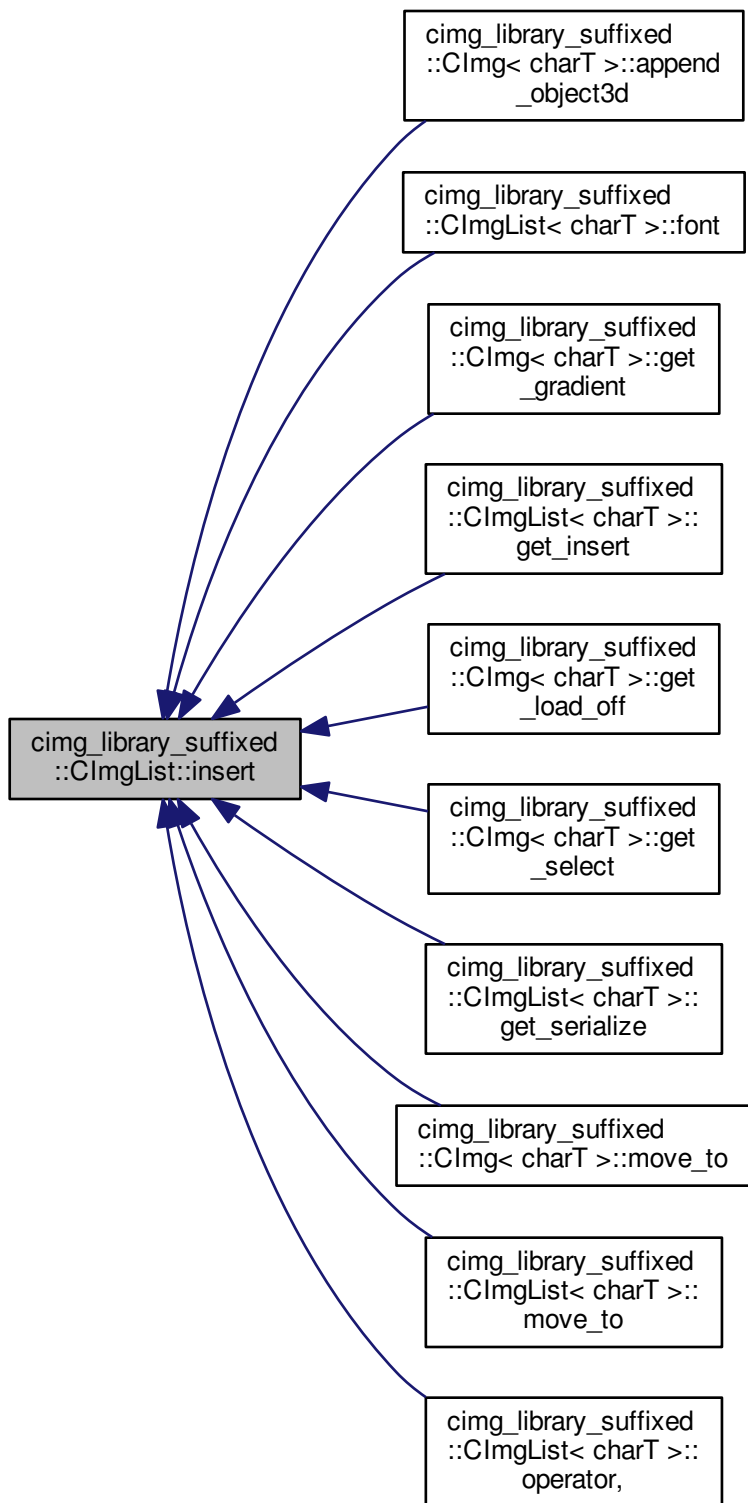 cimg_library_suffixed
::CImg< charT >::append
_object3d
cimg_library_suffixed
::CImgList< charT >::font
cimg_library_suffixed
::CImg< charT >::get
_gradient
cimg_library_suffixed
::CImgList< charT >::
get_insert
cimg_library_suffixed
::CImg< charT >::get
_load_off
cimg_library_suffixed
::CImgList::insert
cimg_library_suffixed
::CImg< charT >::get
_select
cimg_library_suffixed
::CImgList< charT >::
get_serialize
cimg_library_suffixed
::CImg< charT >::move_to
cimg_library_suffixed
::CImgList< charT >::
move_to
cimg_library_suffixed
::CImgList< charT >::
operator,